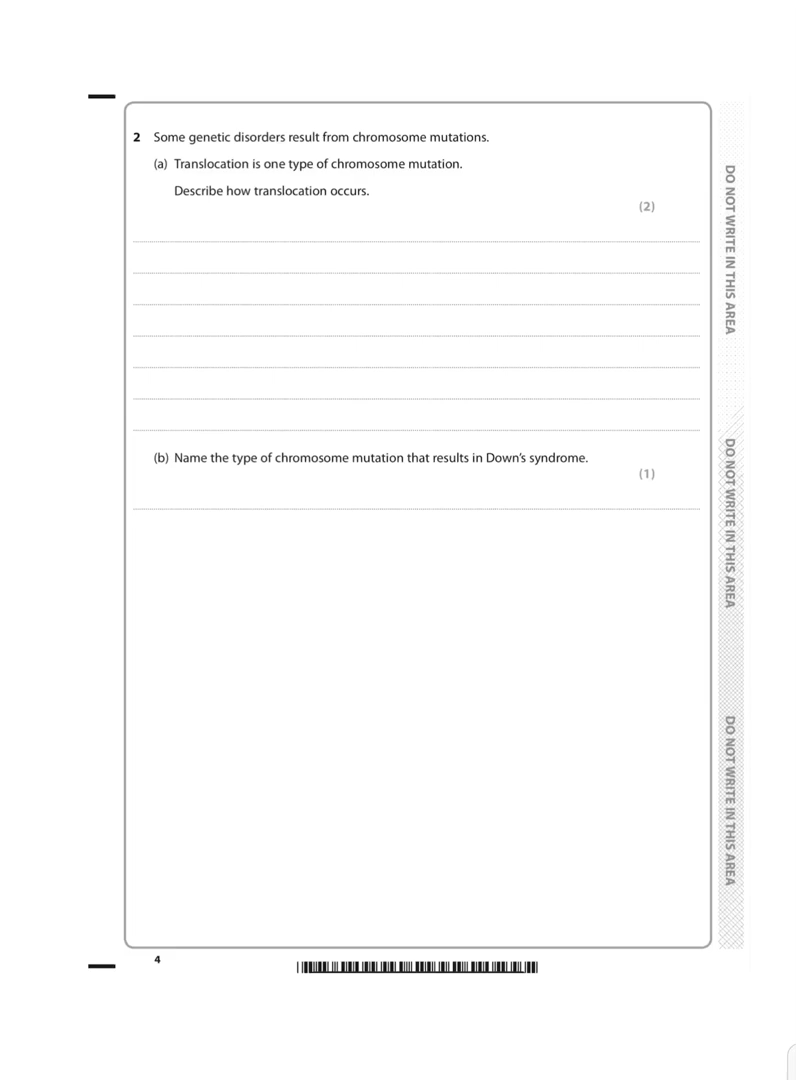 2 Some genetic disorders result from chromosome mutations.
(a) Translocation is one type of chromosome mutation.
Describe how translocation occurs.
(2)
(b) Name the type of chromosome mutation that results in Down's syndrome.
(1)
4
DO NOT WRITE IN THIS AREA
DO NOT WRITE IN THIS AREA
DO NOT WRITE IN THIS AREA